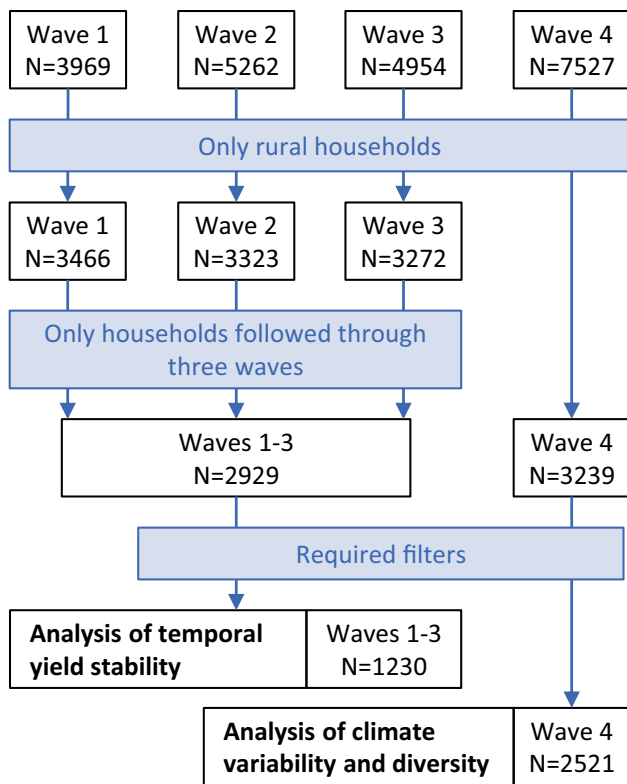 Wave 1
N=3969
Wave 2
N=5262
Wave 3
N=4954
Wave 4
N=7527
Only rural households
Wave 1
N=3466
Wave 2
N=3323
Wave 3
N=3272
Only households followed through
three waves
Waves 1-3
N=2929
Wave 4
N=3239
Required filters
Analysis of temporal
yield stability
Waves 1-3
N=1230
Analysis of climate
variability and diversity
Wave 4
N=2521